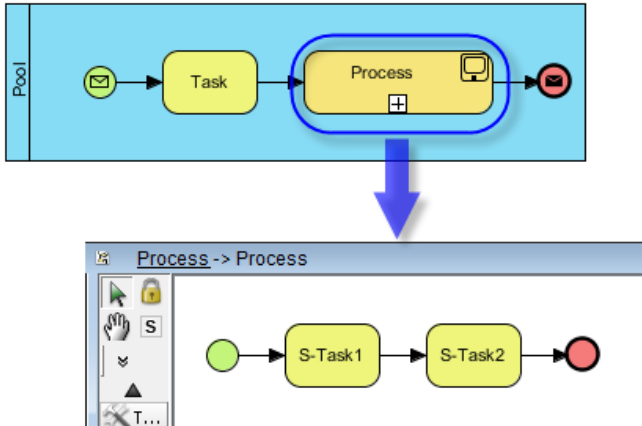 Pool
Task
Process
Process -> Process
S
S-Task1
S-Task2
T...